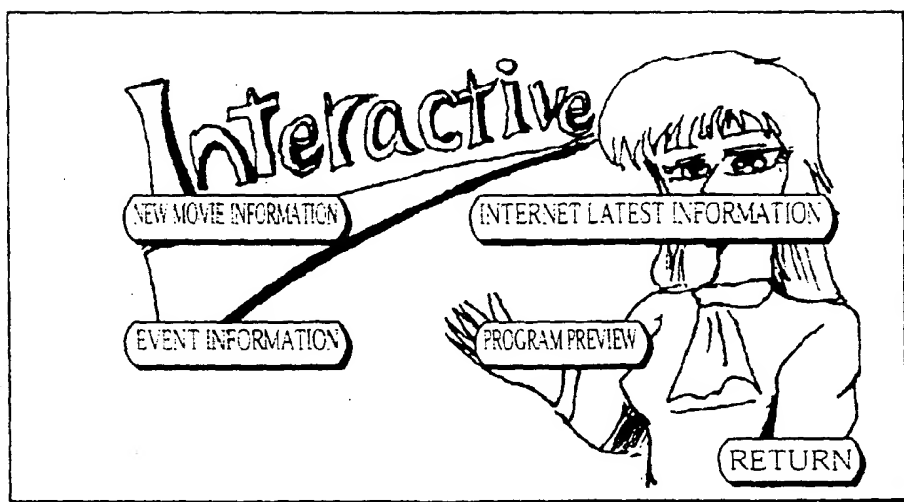 Interactive
NEW MOVIE INFORMATION
INTERNET LATEST INFORMATION
EVENT INFORMATION
PROGRAM PREVIEW
RETURN